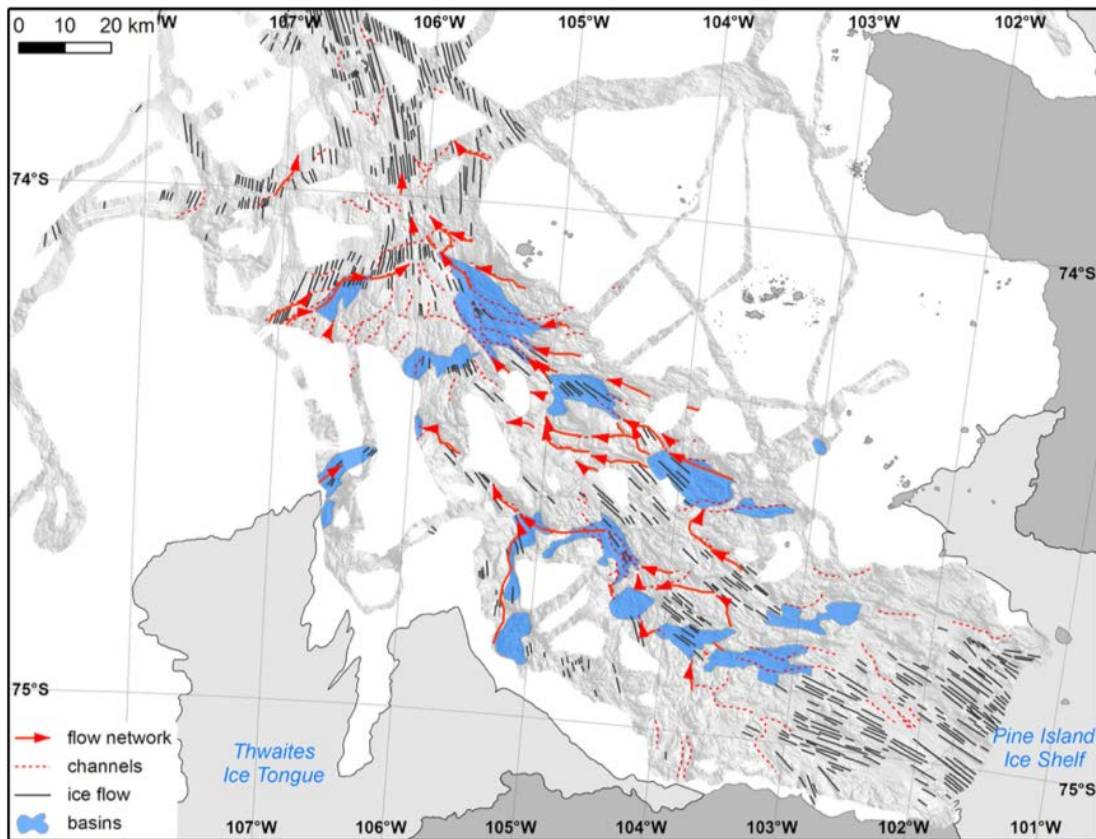 107°W 106°W 105°W 104°W 103°W 102°W
0 10 20 km
74°S
74°S
75°S
75°S
flow network
channels
ice flow
basins
Thwaites
Ice Tongue
Pine Island
Ice Shelf
107°W 106°W 105°W 104°W 103°W 102°W 101°W